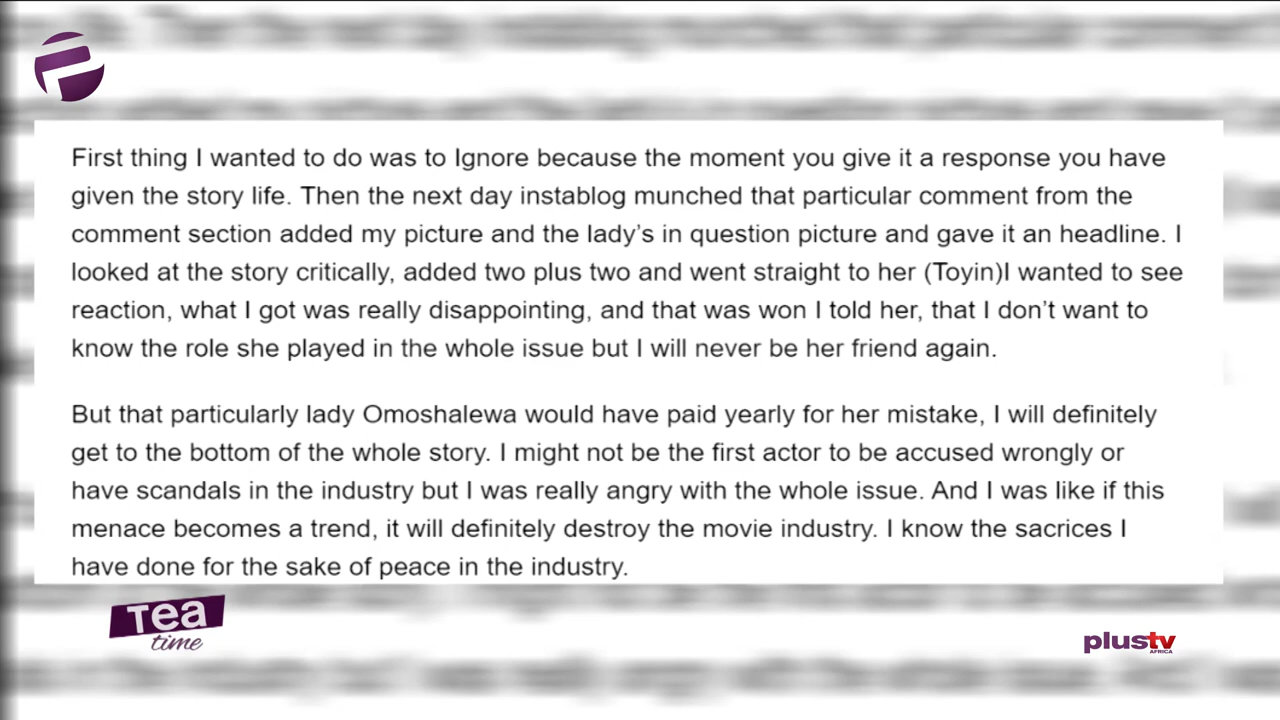 First thing I wanted to do was to Ignore because the moment you give it a response you have
given the story life. Then the next day instablog munched that particular comment from the
comment section added my picture and the lady's in question picture and gave it an headline. I
looked at the story critically, added two plus two and went straight to her (Toyin)I wanted to see
reaction, what I got was really disappointing, and that was won I told her, that I don't want to
know the role she played in the whole issue but I will never be her friend again.
But that particularly lady Omoshalewa would have paid yearly for her mistake, I will definitely
get to the bottom of the whole story. I might not be the first actor to be accused wrongly or
have scandals in the industry but I was really angry with the whole issue. And I was like if this
menace becomes a trend, it will definitely destroy the movie industry. I know the sacrices I
have done for the sake of peace in the industry.
Tea
time
plustv
AFRICA